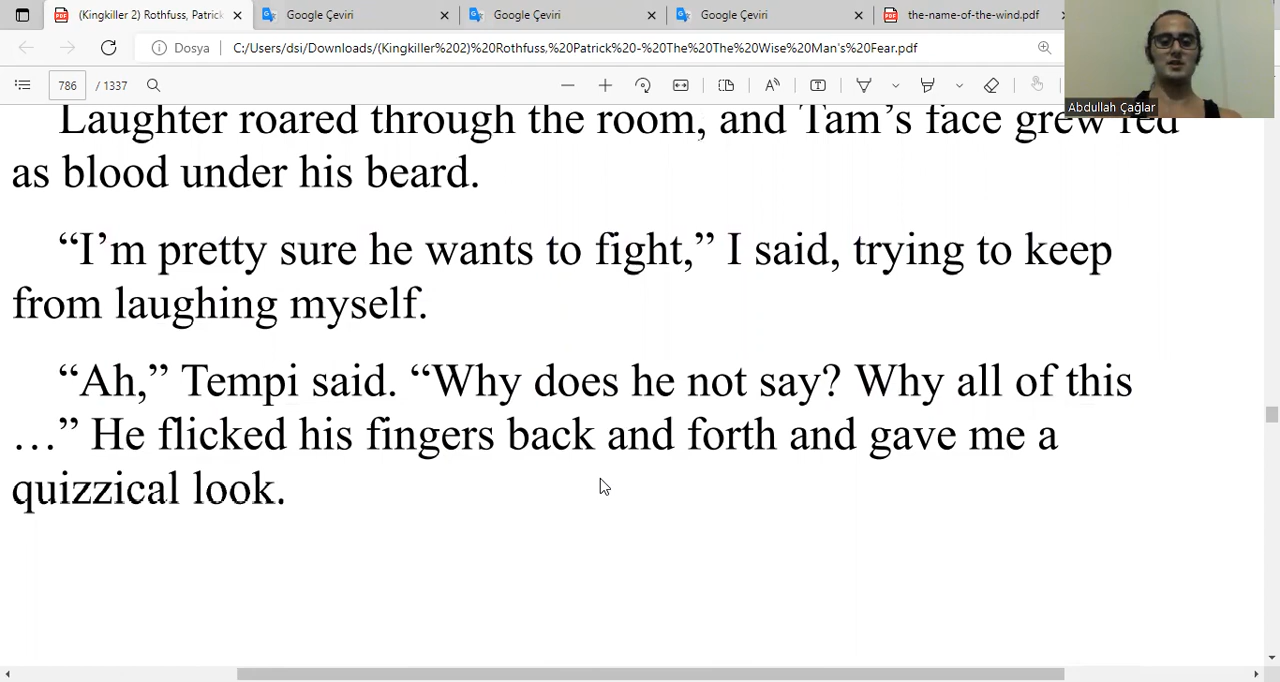 (Kingkiller 2) Rothfuss, Patrick
Google Çeviri
Google Çeviri
Google Çeviri
the-name-of-the-wind.pdf
Dosya
C:/Users/dsi/Downloads/(Kingkiller%202)%20Rothfuss,%20Patrick%20-%20The%20The%20Wise%20Man's%20Fear.pdf
786 / 1337
Abdullah Çağlar
Laughter roared through the room, and Tam’s face grew red
as blood under his beard.
“I’m pretty sure he wants to fight,” I said, trying to keep
from laughing myself.
“Ah,” Tempi said. “Why does he not say? Why all of this
…” He flicked his fingers back and forth and gave me a
quizzical look.